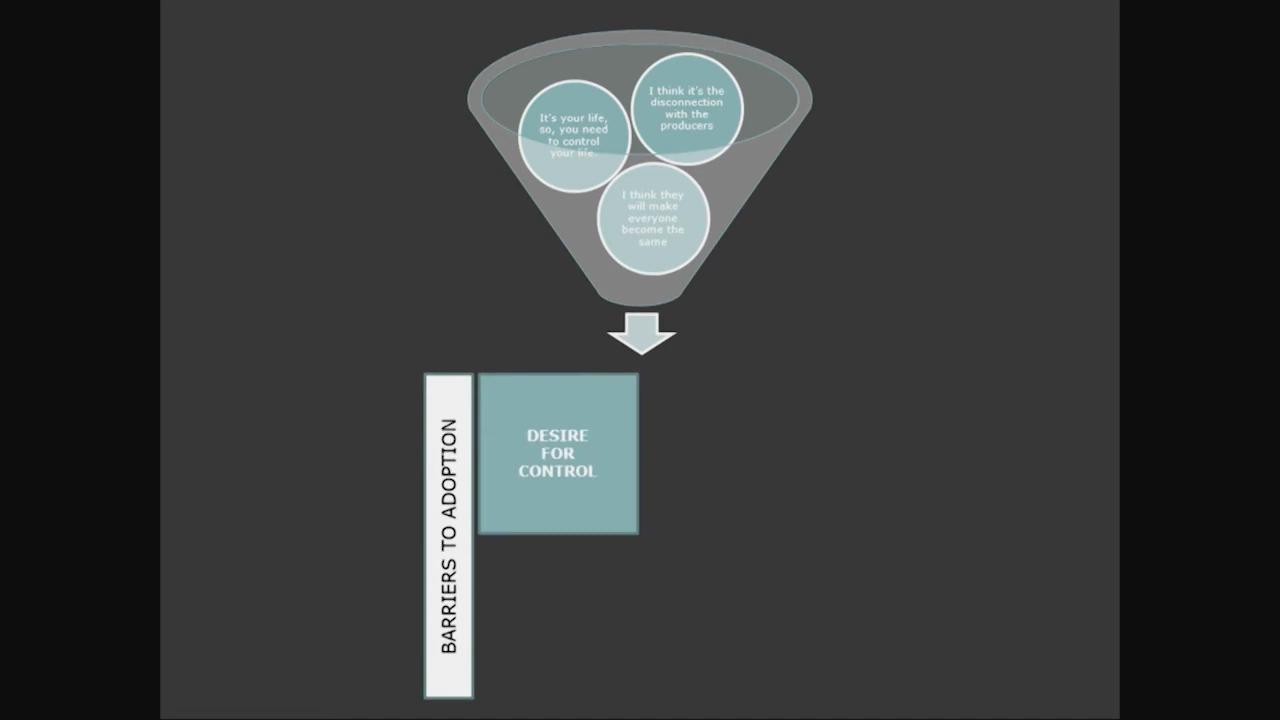 I think it's the
disconnection
with the
producers
It's your life,
so, you need
to control
your life.
I think they
will make
everyone
become the
same
DESIRE
FOR
CONTROL
BARRIERS TO ADOPTION